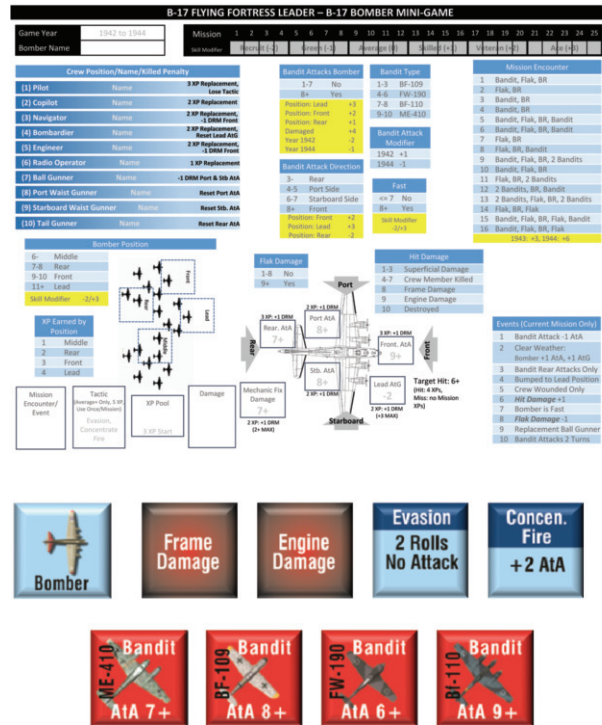 B-17 FLYING FORTRESS LEADER – B-17 BOMBER MINI-GAME
Game Year 1942 to 1944
Bomber Name
Mission 1 2 3 4 5 6 7 8 9 10 11 12 13 14 15 16 17 18 19 20 21 22 23 24 25
Skill Modifier Recruit (-2) Green (-1) Average (0) Skilled (+1) Veteran (+2) Ace (+3)
Crew Position/Name/Killed Penalty
(1) Pilot Name 3 XP Replacement, Lose Tactic
(2) Copilot Name 2 XP Replacement
(3) Navigator Name 2 XP Replacement, -1 DRM Front
(4) Bombardier Name 2 XP Replacement, Reset Lead AtG
(5) Engineer Name 2 XP Replacement, -1 DRM Front
(6) Radio Operator Name 1 XP Replacement
(7) Ball Gunner Name -1 DRM Port & Stb AtA
(8) Port Waist Gunner Name Reset Port AtA
(9) Starboard Waist Gunner Name Reset Stb. AtA
(10) Tail Gunner Name Reset Rear AtA
Bandit Attacks Bomber
1-7 No
8+ Yes
Position: Lead +3
Position: Front +2
Position: Rear +1
Damaged +4
Year 1942 -2
Year 1944 -1
Bandit Attack Direction
3- Rear
4-5 Port Side
6-7 Starboard Side
8+ Front
Position: Front +2
Position: Lead +3
Position: Rear -2
Bandit Type
1-3 BF-109
4-6 FW-190
7-8 BF-110
9-10 ME-410
Bandit Attack Modifier
1942 +1
1944 -1
Fast
<= 7 No
8+ Yes
Skill Modifier
-2/+3
Mission Encounter
1 Bandit, Flak, BR
2 Flak, BR
3 Bandit, BR
4 Bandit, BR
5 Bandit, Flak, BR, Bandit
6 Bandit, Flak, BR, Bandit
7 Flak, BR
8 Flak, BR, Bandit
9 Bandit, Flak, BR, 2 Bandits
10 Bandit, Flak, BR
11 Flak, BR, 2 Bandits
12 2 Bandits, BR, Bandit
13 2 Bandits, Flak, BR, 2 Bandits
14 Flak, BR, Flak
15 Bandit, Flak, BR, Flak, Bandit
16 Bandit, Flak, BR, Flak
1943: +3, 1944: +6
Bomber Position
6- Middle
7-8 Rear
9-10 Front
11+ Lead
Skill Modifier -2/+3
XP Earned by Position
1 Middle
2 Rear
3 Front
4 Lead
Front
Rear
Lead
Middle
Flak Damage
1-8 No
9+ Yes
Hit Damage
1-3 Superficial Damage
4-7 Crew Member Killed
8 Frame Damage
9 Engine Damage
10 Destroyed
Port
2 XP: +1 DRM
Port AtA
8+
3 XP: +1 DRM
Rear. AtA
7+
Rear
3 XP: +1 DRM
Front. AtA
9+
Front
Stb. AtA
8+
2 XP: +1 DRM
Lead AtG
-2
2 XP: +1 DRM
(+3 MAX)
Starboard
Target Hit: 6+
(Hit: 4 XPs,
Miss: no Mission
XPs)
Events (Current Mission Only)
1 Bandit Attack -1 AtA
2 Clear Weather:
Bomber +1 AtA, +1 AtG
3 Bandit Rear Attacks Only
4 Bumped to Lead Position
5 Crew Wounded Only
6 Hit Damage +1
7 Bomber is Fast
8 Flak Damage -1
9 Replacement Ball Gunner
10 Bandit Attacks 2 Turns
Mission Encounter/ Event
Tactic
(Average+ Only, 3 XP, Use Once/Mission)
Evasion, Concentrate Fire
XP Pool
3 XP Start
Damage
Mechanic Fix Damage
7+
2 XP: +1 DRM
(2+ MAX)
Bomber
Frame Damage
Engine Damage
Evasion
2 Rolls
No Attack
Concen.
Fire
+2 AtA
ME-410 Bandit
AtA 7+
BF-109 Bandit
AtA 8+
FW-190 Bandit
AtA 6+
Bf-110 Bandit
AtA 9+